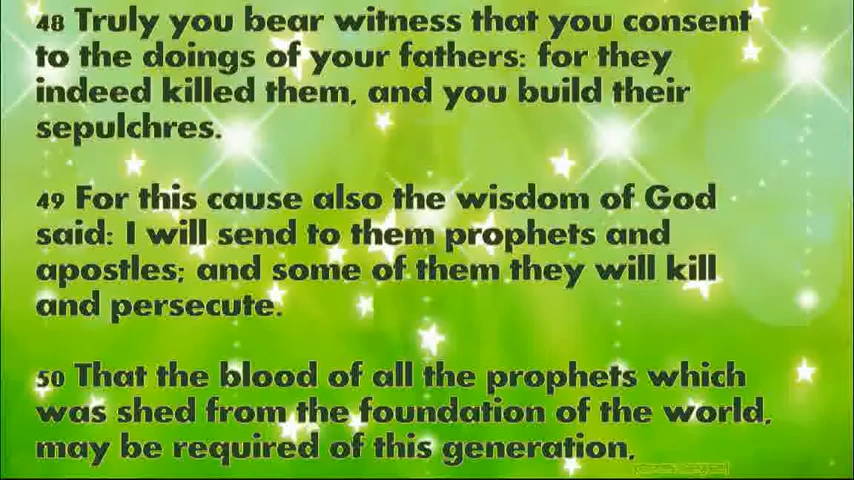 48 Truly you bear witness that you consent
to the doings of your fathers: for they
indeed killed them, and you build their
sepulchres.
49 For this cause also the wisdom of God
said: I will send to them prophets and
apostles; and some of them they will kill
and persecute.
50 That the blood of all the prophets which
was shed from the foundation of the world,
may be required of this generation,